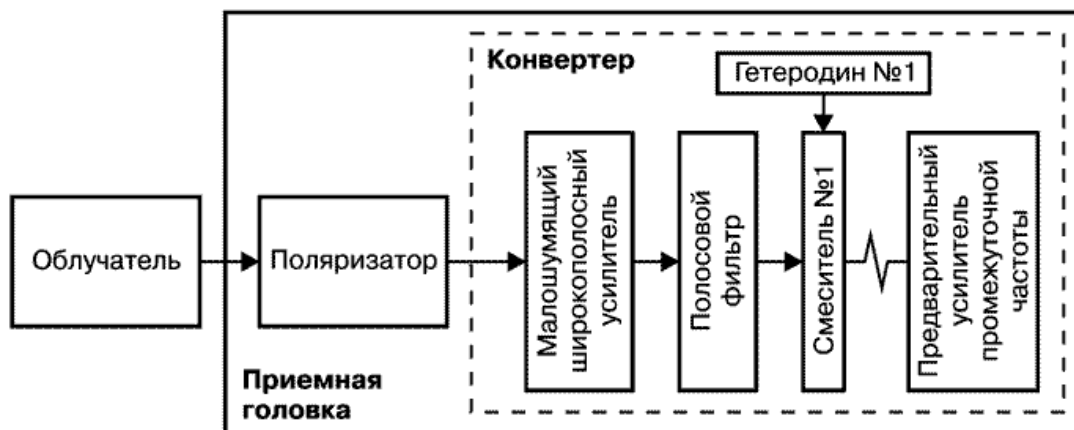 Конвертер
Гетеродин №1
Облучатель
Поляризатор
Малошумящий
широкополосный
усилитель
Полосовой
фильтр
Смеситель №1
Предварительный
усилитель
промежуточной
частоты
Приемная
головка